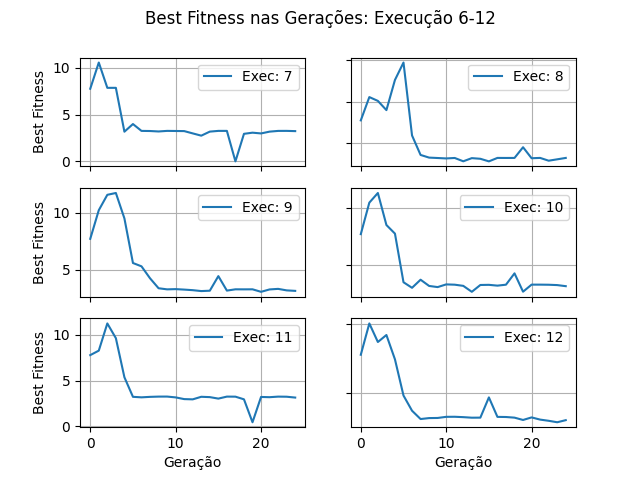 Best Fitness nas Gerações: Execução 6-12
Best Fitness
10
5
0
Exec: 7
Exec: 8
Best Fitness
10
5
Exec: 9
Exec: 10
Best Fitness
10
5
0
Exec: 11
Exec: 12
0
10
20
0
10
20
Geração
Geração